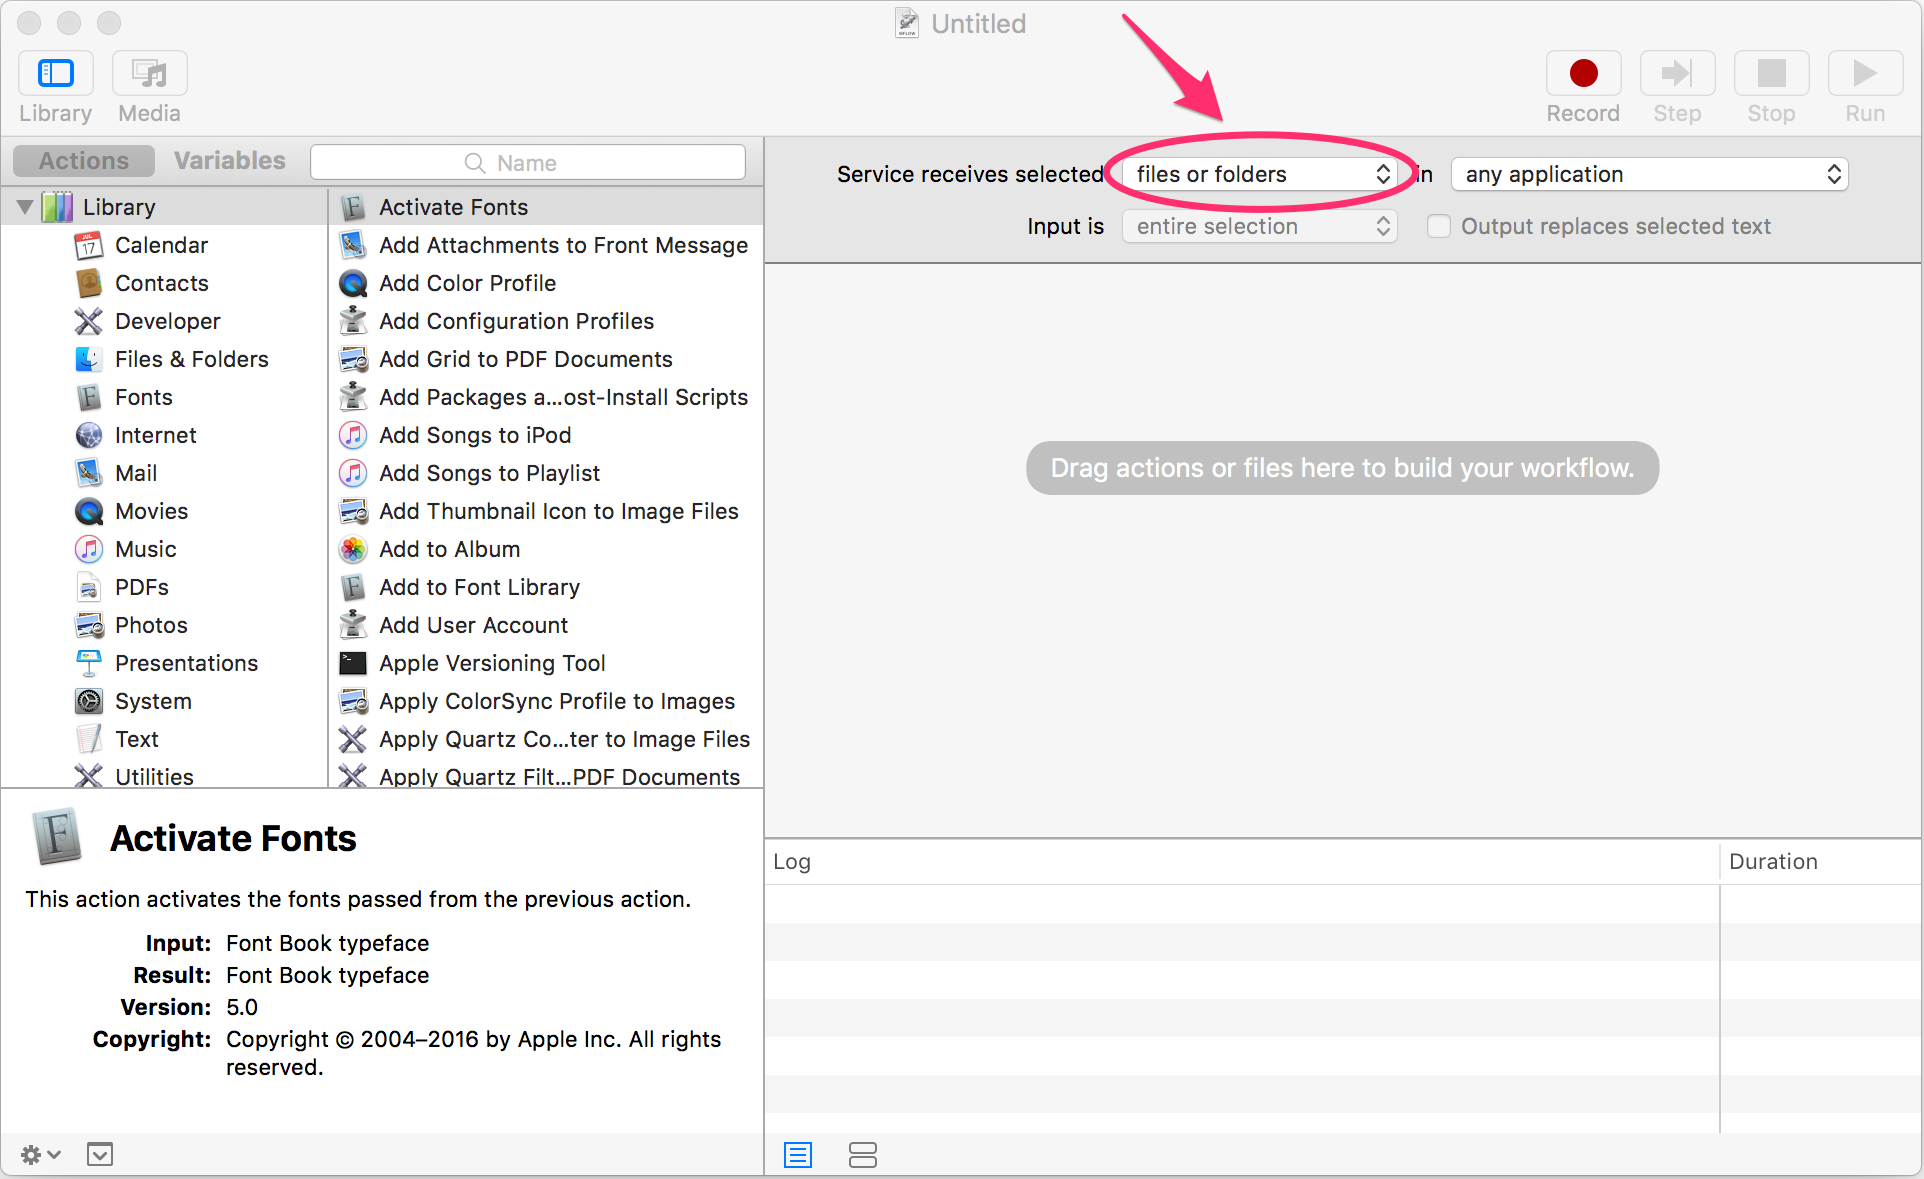 Untitled
Library
Media
Record
Step
Stop
Run
Actions
Variables
Name
Service receives selected files or folders in any application
Input is entire selection Output replaces selected text
Library
Calendar
Contacts
Developer
Files & Folders
Fonts
Internet
Mail
Movies
Music
PDFs
Photos
Presentations
System
Text
Utilities
Activate Fonts
Add Attachments to Front Message
Add Color Profile
Add Configuration Profiles
Add Grid to PDF Documents
Add Packages a...ost-Install Scripts
Add Songs to iPod
Add Songs to Playlist
Add Thumbnail Icon to Image Files
Add to Album
Add to Font Library
Add User Account
Apple Versioning Tool
Apply ColorSync Profile to Images
Apply Quartz Co...ter to Image Files
Apply Quartz Filt...PDF Documents
Drag actions or files here to build your workflow.
Activate Fonts
This action activates the fonts passed from the previous action.
Input: Font Book typeface
Result: Font Book typeface
Version: 5.0
Copyright: Copyright © 2004–2016 by Apple Inc. All rights
reserved.
Log
Duration